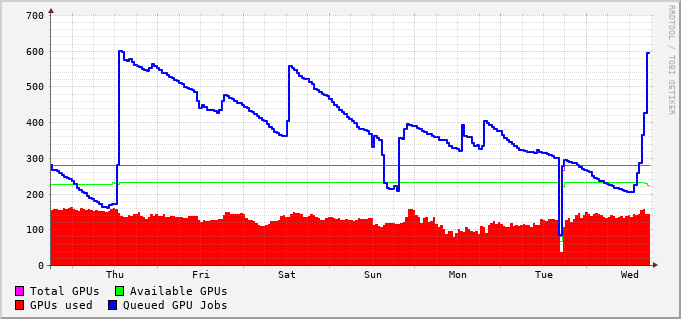 700
600
500
400
300
200
100
0
Thu Fri Sat Sun Mon Tue Wed
Total GPUs Available GPUs
GPUs used Queued GPU Jobs
RRDTOOL / TOBI OETIKER